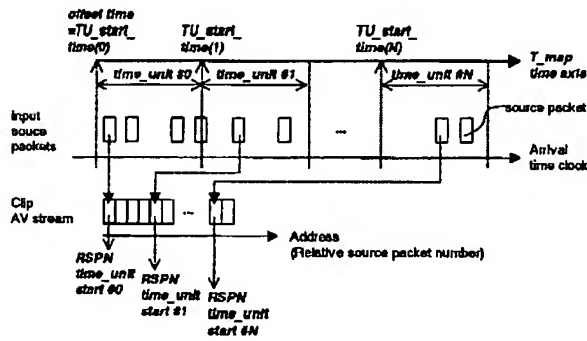 offset time
=TU_start_
time(0)
TU_start_
time(1)
TU_start_
time(N)
T_map
time axis
time_unit #0
time_unit #1
time_unit #N
Input
souce
packets
source packet
...
Arrival
time clock
Clip
AV stream
...
Address
(Relative source packet number)
RSPN
time_unit
start #0
RSPN
time_unit
start #1
RSPN
time_unit
start #N